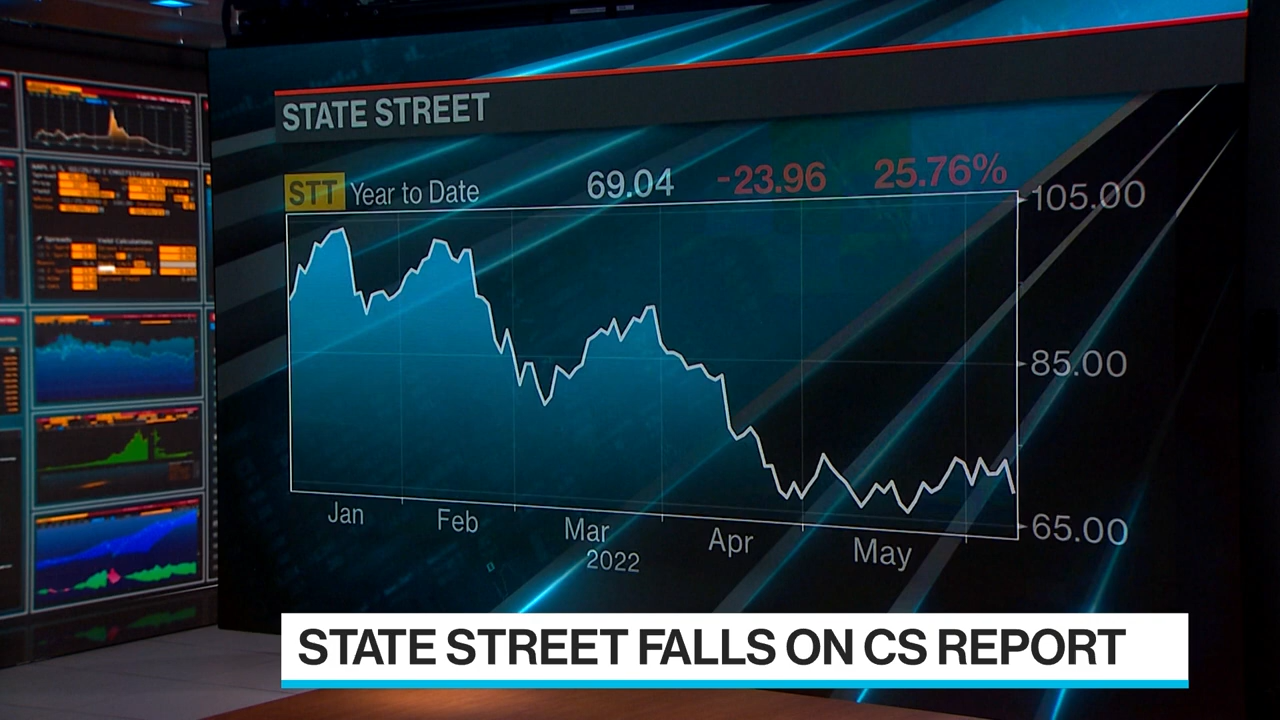 STATE STREET
STT Year to Date 69.04 -23.96 25.76%
105.00
85.00
65.00
Jan Feb Mar Apr May
2022
STATE STREET FALLS ON CS REPORT